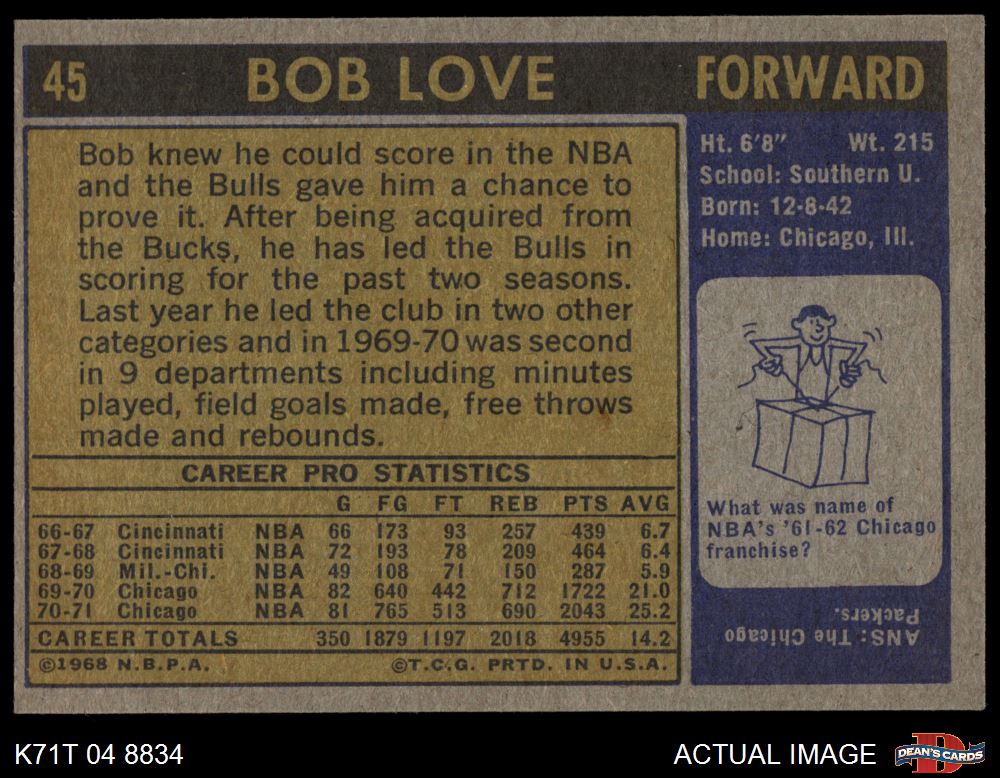 45 BOB LOVE FORWARD
Bob knew he could score in the NBA
and the Bulls gave him a chance to
prove it. After being acquired from
the Bucks, he has led the Bulls in
scoring for the past two seasons.
Last year he led the club in two other
categories and in 1969-70 was second
in 9 departments including minutes
played, field goals made, free throws
made and rebounds.
CAREER PRO STATISTICS
G FG FT REB PTS AVG
66-67 Cincinnati NBA 66 173 93 257 439 6.7
67-68 Cincinnati NBA 72 193 78 209 464 6.4
68-69 Mil.-Chi. NBA 49 108 71 150 287 5.9
69-70 Chicago NBA 82 640 442 712 1722 21.0
70-71 Chicago NBA 81 765 513 690 2043 25.2
CAREER TOTALS 350 1879 1197 2018 4955 14.2
©1968 N.B.P.A. ©T.C.G. PRTD. IN U.S.A.
Ht. 6'8" Wt. 215
School: Southern U.
Born: 12-8-42
Home: Chicago, Ill.
What was name of
NBA's '61-62 Chicago
franchise?
ANS: The Chicago
Packers.
K71T 04 8834
ACTUAL IMAGE
DEAN'S CARDS